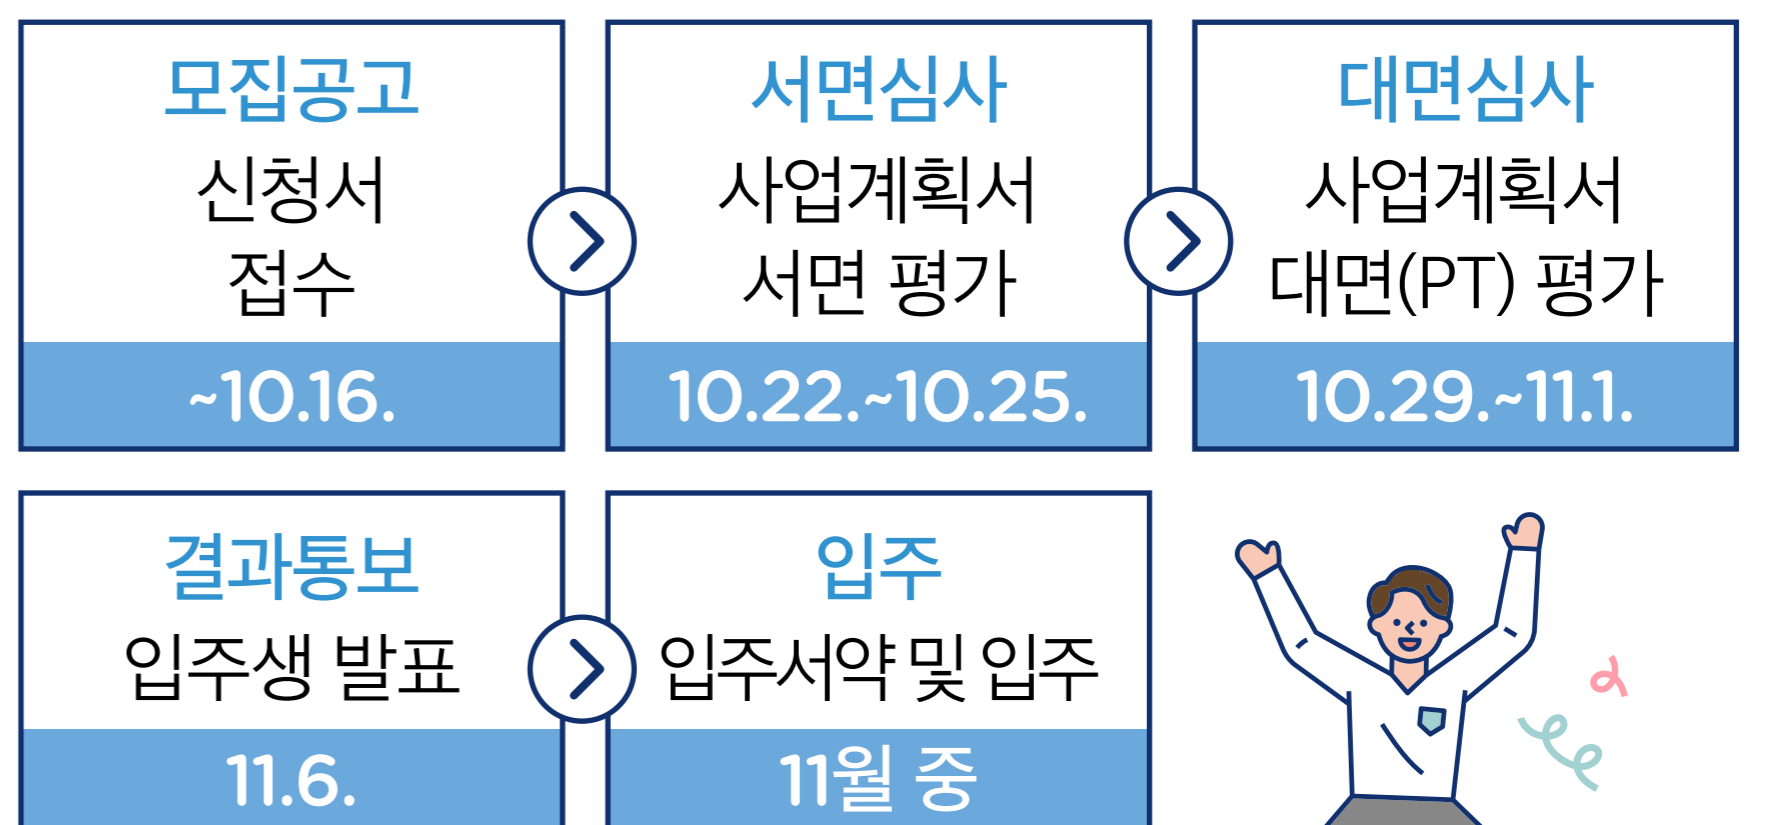 모집공고
신청서
접수
~10.16.
서면심사
사업계획서
서면 평가
10.22.~10.25.
대면심사
사업계획서
대면(PT) 평가
10.29.~11.1.
결과통보
입주생 발표
11.6.
입주
입주서약 및 입주
11월 중